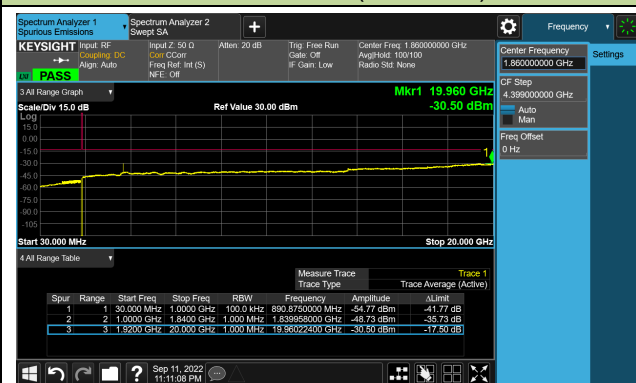 Spectrum Analyzer 1
Spurious Emissions
Spectrum Analyzer 2
Swept SA
Frequency
KEYSIGHT
Input: RF
Coupling: DC
Align: Auto
Input Z: 50 Ω
Corr CCorr
Freq Ref: Int (S)
NFE: Off
Atten: 20 dB
Trig: Free Run
Gate: Off
IF Gain: Low
Center Freq: 1.860000000 GHz
Avg|Hold: 100/100
Radio Std: None
PASS
Center Frequency
1.860000000 GHz
Settings
CF Step
4.399000000 GHz
Auto
Man
Freq Offset
0 Hz
3 All Range Graph
Mkr1 19.960 GHz
Scale/Div 15.0 dB
Ref Value 30.00 dBm
-30.50 dBm
Log
15.0
0.00
-15.0
-30.0
-45.0
-60.0
-75.0
-90.0
-105
1
Start 30.000 MHz
Stop 20.000 GHz
4 All Range Table
Measure Trace Trace 1
Trace Type Trace Average (Active)
Spur Range Start Freq Stop Freq RBW Frequency Amplitude ΔLimit
1 1 30.000 MHz 1.0000 GHz 100.0 kHz 890.8750000 MHz -54.77 dBm -41.77 dB
2 2 1.0000 GHz 1.8400 GHz 1.000 MHz 1.839958000 GHz -48.73 dBm -35.73 dB
3 3 1.9200 GHz 20.000 GHz 1.000 MHz 19.96022400 GHz -30.50 dBm -17.50 dB
Sep 11, 2022
11:11:08 PM